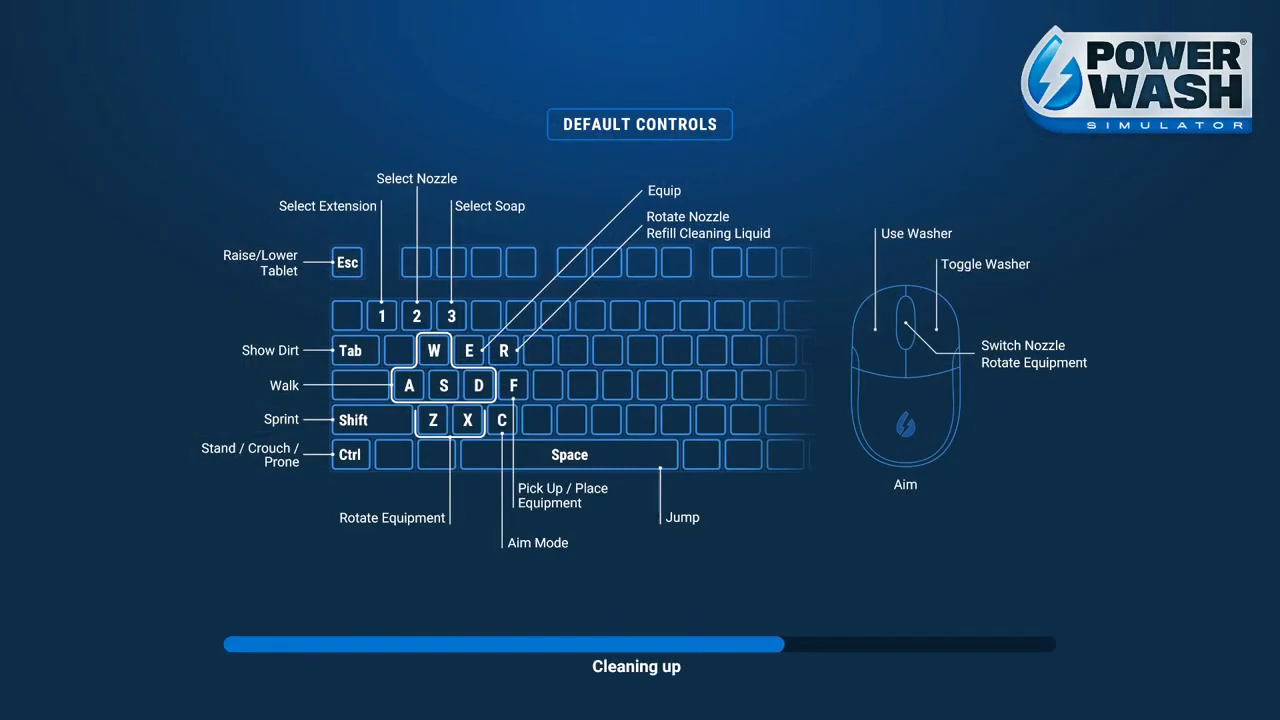 POWER
WASH
SIMULATOR
DEFAULT CONTROLS
Select Nozzle
Select Extension
Select Soap
Equip
Rotate Nozzle
Refill Cleaning Liquid
Raise/Lower
Tablet
Esc
1 2 3
Show Dirt
Tab W E R
Walk
A S D F
Sprint
Shift Z X C
Stand / Crouch /
Prone
Ctrl Space
Rotate Equipment
Pick Up / Place
Equipment
Aim Mode
Jump
Use Washer
Toggle Washer
Switch Nozzle
Rotate Equipment
Aim
Cleaning up